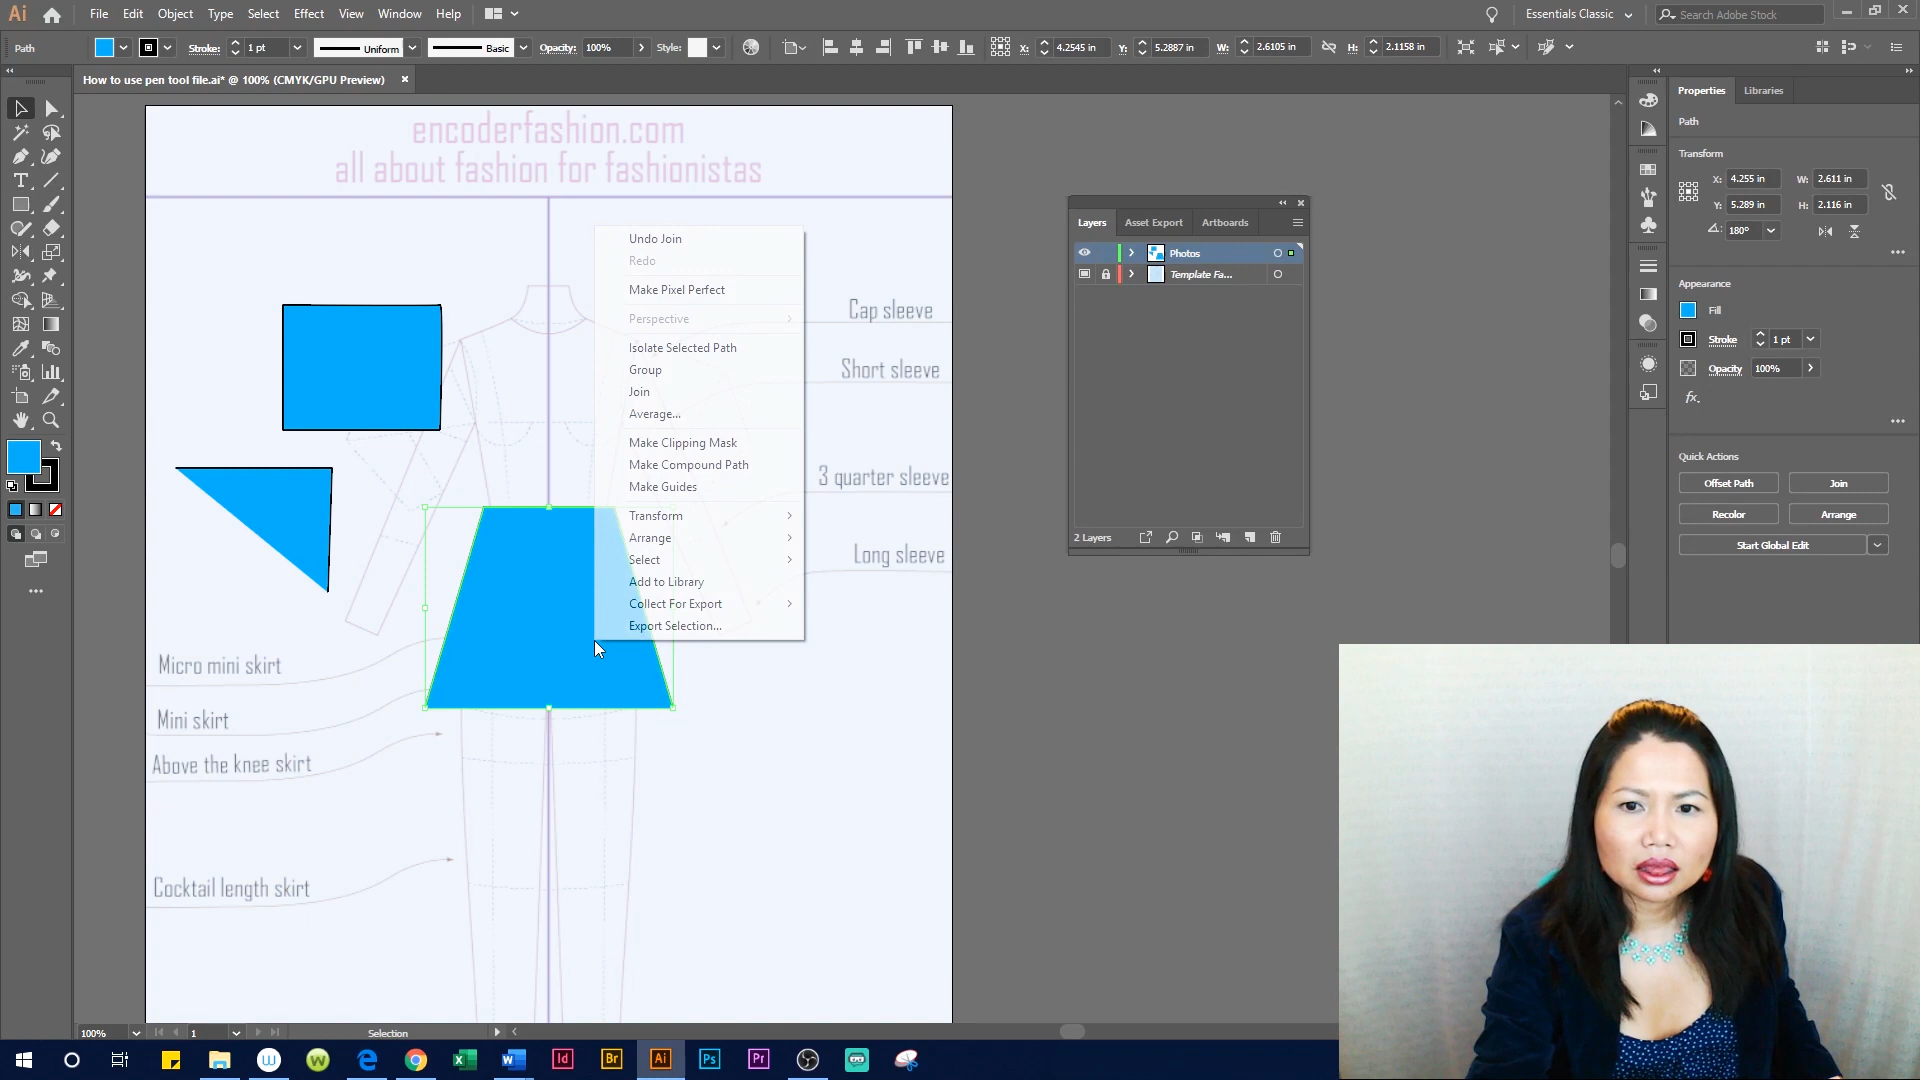 Ai File Edit Object Type Select Effect View Window Help Essentials Classic Search Adobe Stock
Path Stroke: 1 pt Uniform Basic Opacity: 100% Style: X: 4.2545 in Y: 5.2887 in W: 2.6105 in H: 2.1158 in
How to use pen tool file.ai* @ 100% (CMYK/GPU Preview)
Properties Libraries
Path
Transform
X: 4.255 in W: 2.611 in
Y: 5.289 in H: 2.116 in
180°
Appearance
Fill
Stroke 1 pt
Opacity 100%
fx.
Quick Actions
Offset Path Join
Recolor Arrange
Start Global Edit
Layers Asset Export Artboards
Photos
Template Fa...
2 Layers
encoderfashion.com
all about fashion for fashionistas
Cap sleeve
Short sleeve
3 quarter sleeve
Long sleeve
Micro mini skirt
Mini skirt
Above the knee skirt
Cocktail length skirt
Undo Join
Redo
Make Pixel Perfect
Perspective
Isolate Selected Path
Group
Join
Average...
Make Clipping Mask
Make Compound Path
Make Guides
Transform
Arrange
Select
Add to Library
Collect For Export
Export Selection...
100% 1 Selection
Id Br Ai Ps Pr